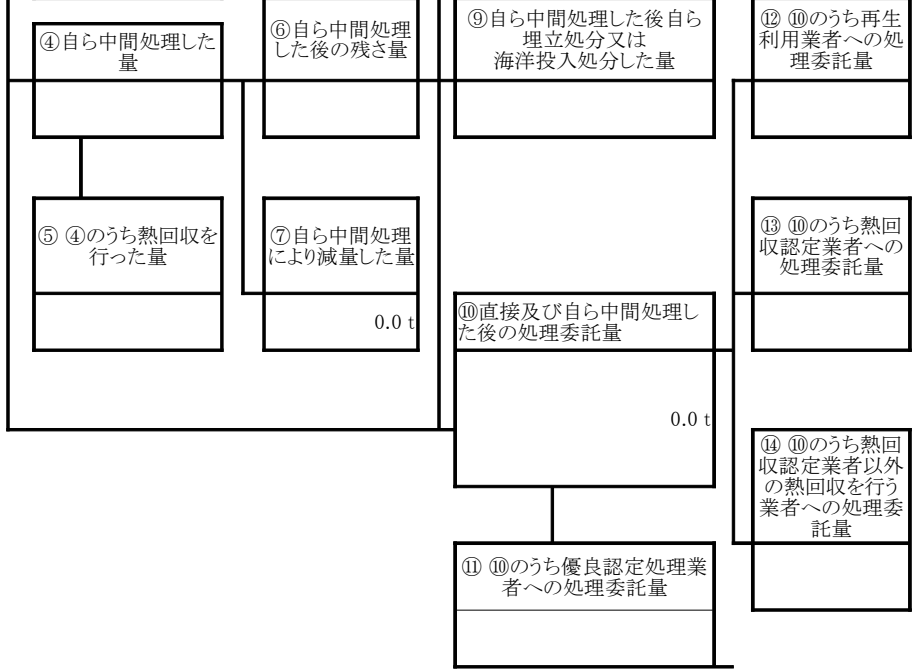 ④自ら中間処理した
量
⑥自ら中間処理
した後の残さ量
⑨自ら中間処理した後自ら
埋立処分又は
海洋投入処分した量
⑫ ⑩のうち再生
利用業者への処
理委託量
⑤ ④のうち熱回収を
行った量
⑦自ら中間処理
により減量した量
0.0 t
⑩直接及び自ら中間処理し
た後の処理委託量
0.0 t
⑬ ⑩のうち熱回
収認定業者への
処理委託量
⑭ ⑩のうち熱回
収認定業者以外
の熱回収を行う
業者への処理委
託量
⑪ ⑩のうち優良認定処理業
者への処理委託量